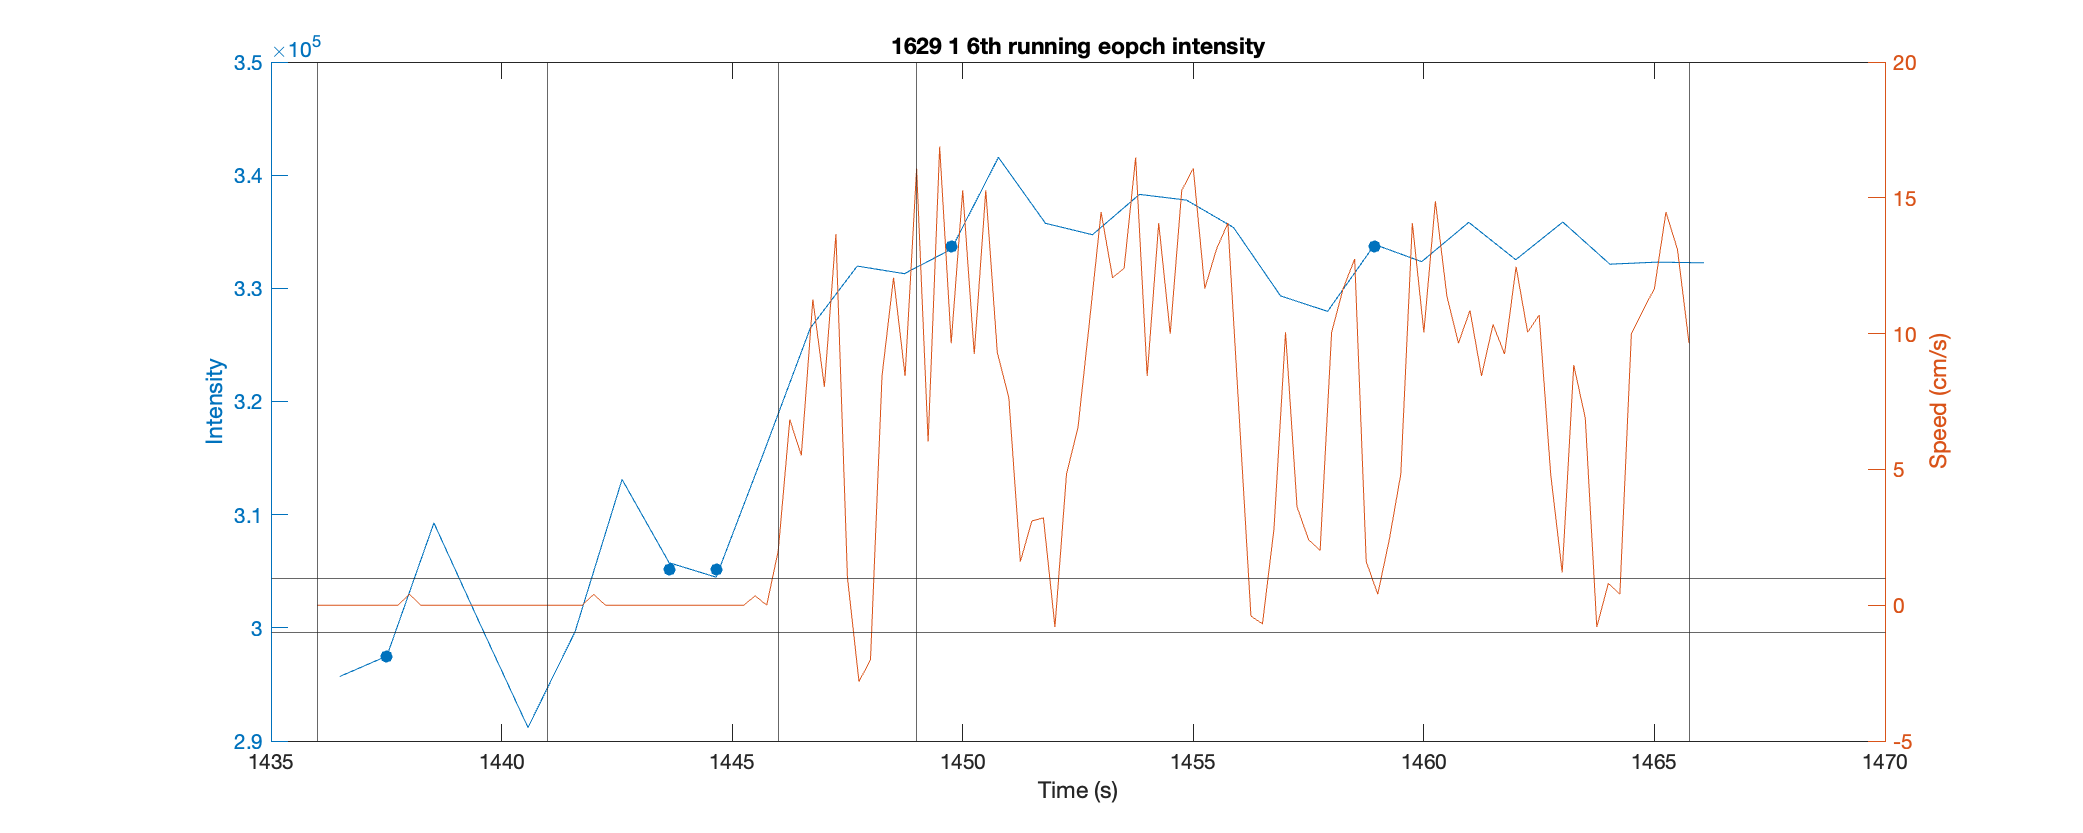 1629 1 6th running eopch intensity
×10^5
3.5
3.4
3.3
3.2
3.1
3
2.9
Intensity
20
15
10
5
0
-5
Speed (cm/s)
1435 1440 1445 1450 1455 1460 1465 1470
Time (s)